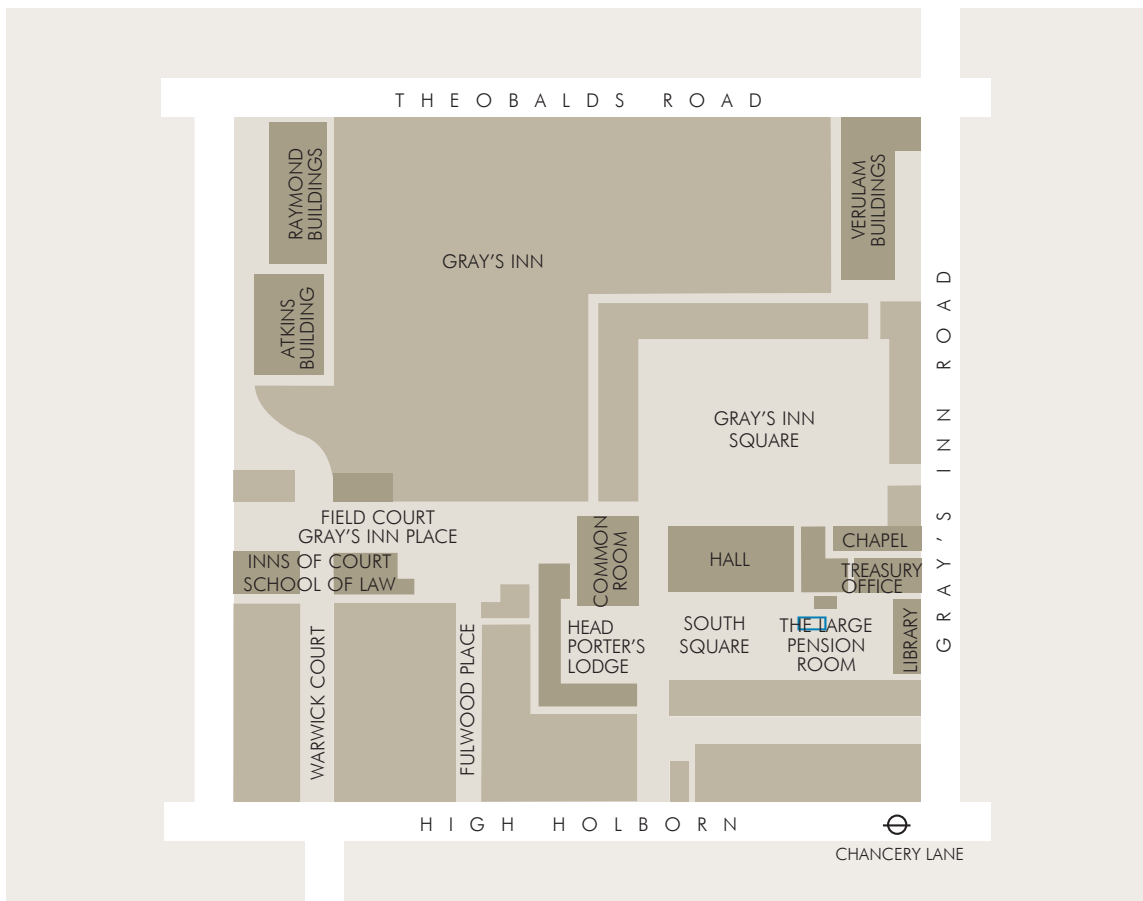 THEOBALDS ROAD
RAYMOND
BUILDINGS
VERULAM
BUILDINGS
GRAY'S INN
ATKINS
BUILDING
GRAY'S INN ROAD
GRAY'S INN
SQUARE
FIELD COURT
GRAY'S INN PLACE
COMMON
ROOM
HALL
CHAPEL
INNS OF COURT
SCHOOL OF LAW
TREASURY
OFFICE
HEAD
PORTER'S
LODGE
SOUTH
SQUARE
THE LARGE
PENSION
ROOM
LIBRARY
WARWICK COURT
FULWOOD PLACE
HIGH HOLBORN
CHANCERY LANE